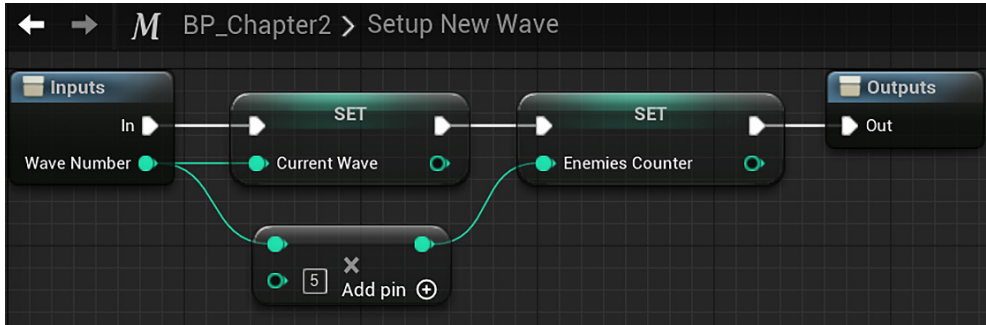 BP_Chapter2 > Setup New Wave
Inputs
In
Wave Number
SET
Current Wave
SET
Enemies Counter
Outputs
Out
5
Add pin